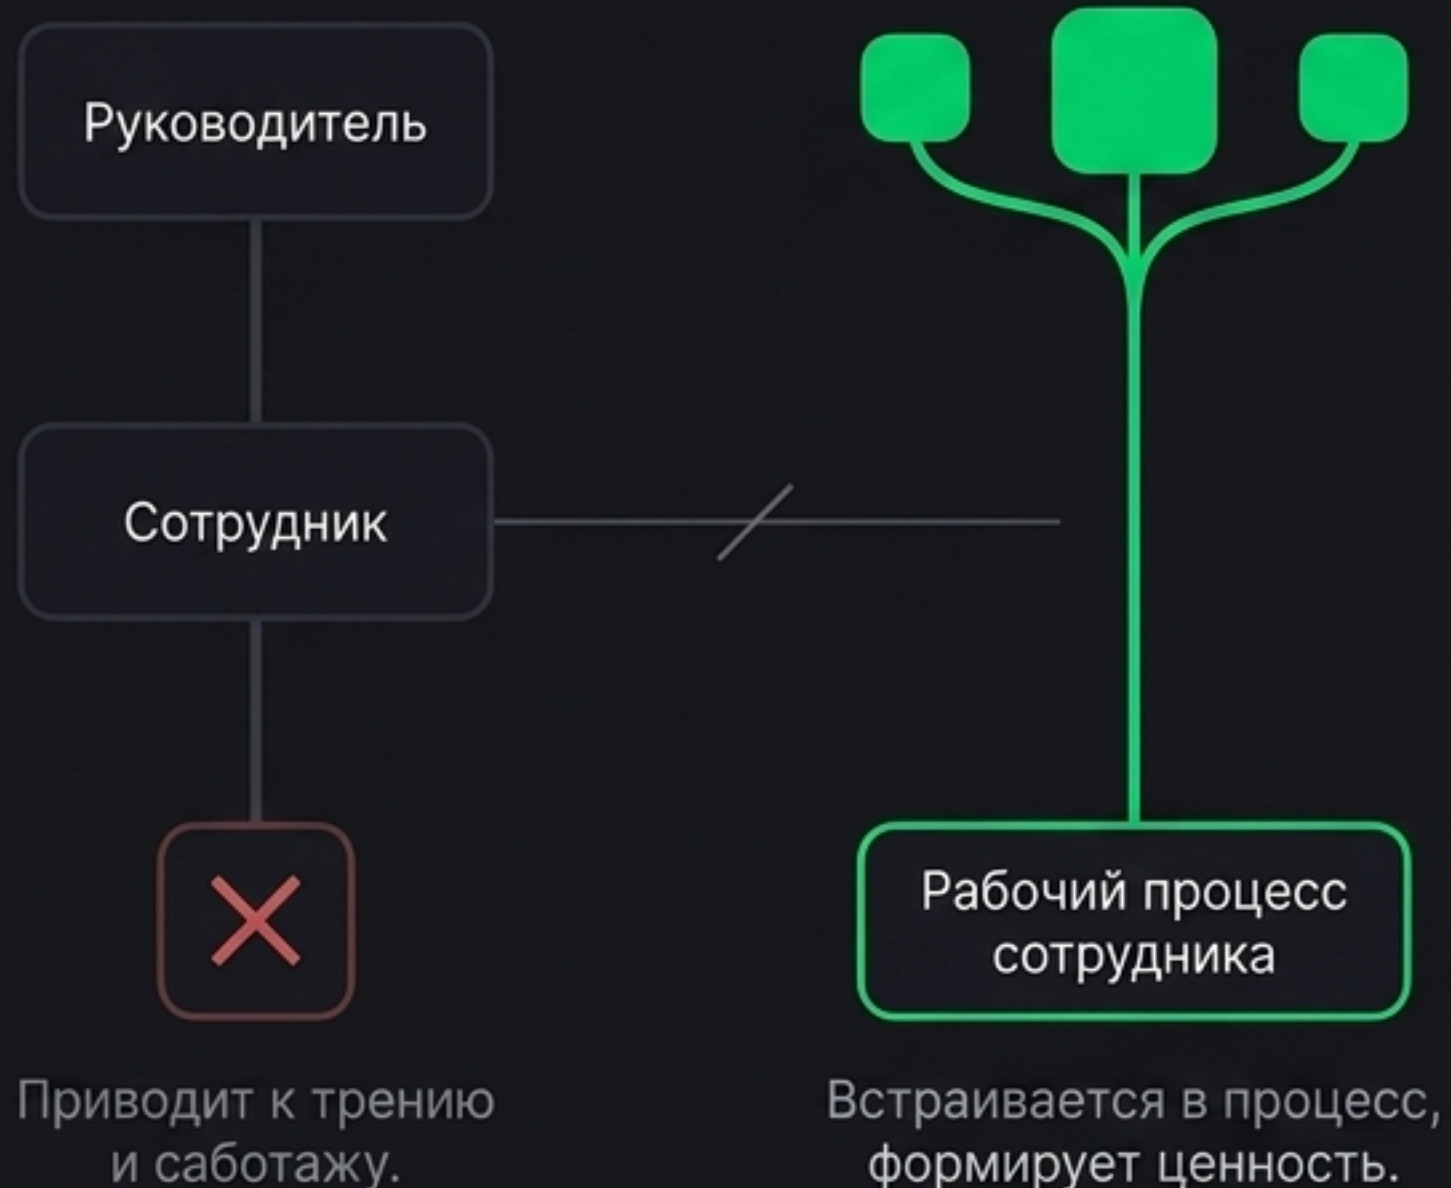 Руководитель
Сотрудник
Приводит к трению
и саботажу.
Рабочий процесс
сотрудника
Встраивается в процесс,
формирует ценность.